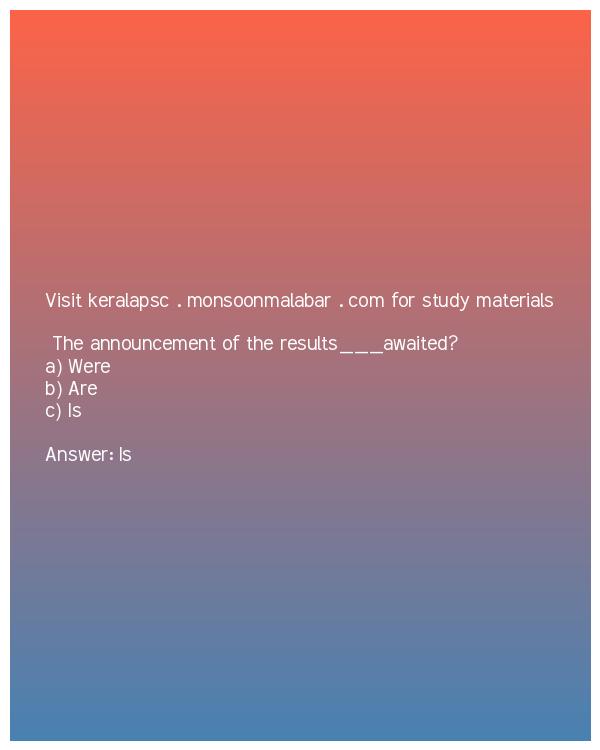 Visit keralapsc . monsoonmalabar . com for study materials
The announcement of the results___awaited?
a) Were
b) Are
c) Is
Answer: Is